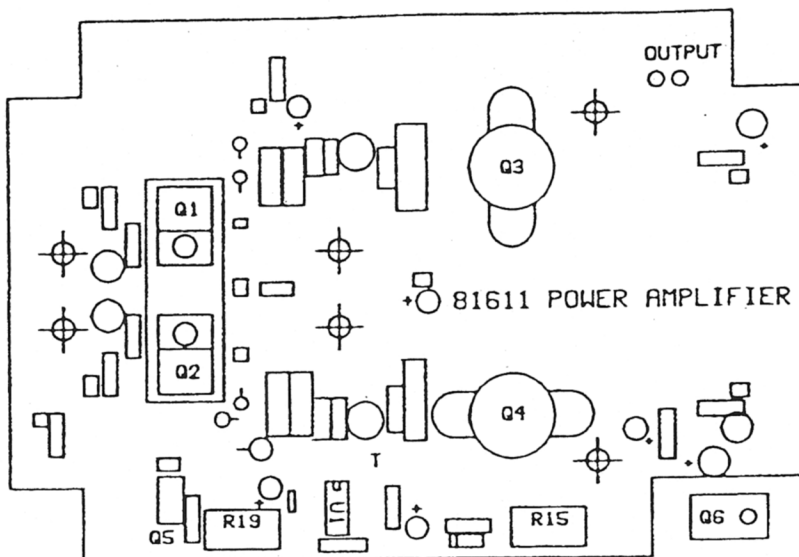 OUTPUT
Q3
Q1
81611 POWER AMPLIFIER
Q2
Q4
T
Q5
R19
U1
R15
Q6